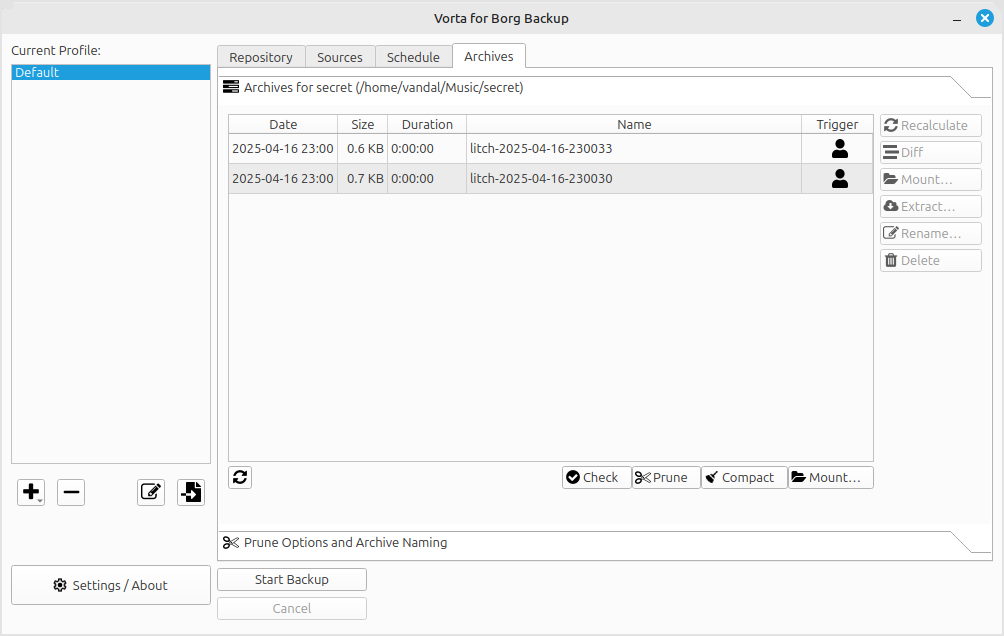 Vorta for Borg Backup
Current Profile:
Default
Repository Sources Schedule Archives
Archives for secret (/home/vandal/Music/secret)
Date Size Duration Name Trigger
2025-04-16 23:00 0.6 KB 0:00:00 litch-2025-04-16-230033
2025-04-16 23:00 0.7 KB 0:00:00 litch-2025-04-16-230030
Recalculate
Diff
Mount…
Extract…
Rename…
Delete
Check Prune Compact Mount…
Prune Options and Archive Naming
Settings / About
Start Backup
Cancel